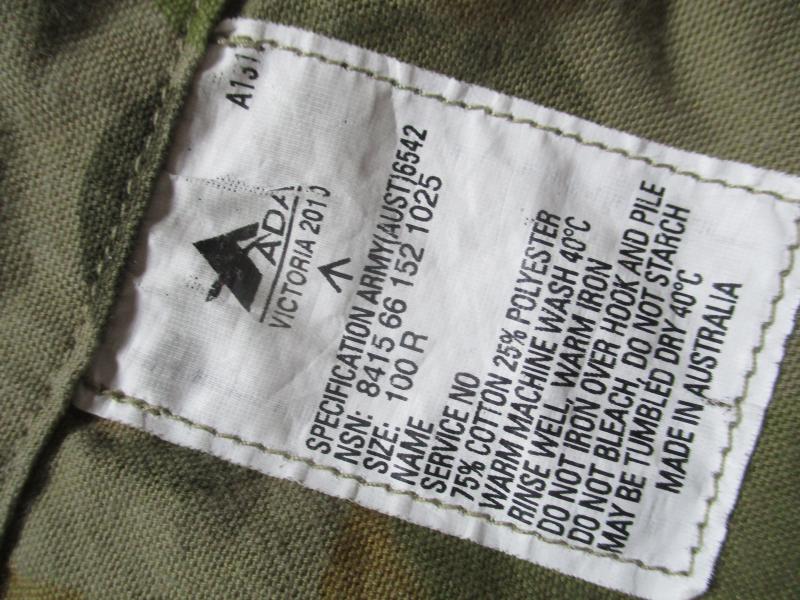 ADA
VICTORIA 2010
SPECIFICATION ARMY(AUST)6542
NSN: 8415 66 152 1025
SIZE: 100 R
NAME
SERVICE NO
75% COTTON 25% POLYESTER
WARM MACHINE WASH 40°C
RINSE WELL, WARM IRON
DO NOT IRON OVER HOOK AND PILE
DO NOT BLEACH, DO NOT STARCH
MAY BE TUMBLED DRY 40°C
MADE IN AUSTRALIA